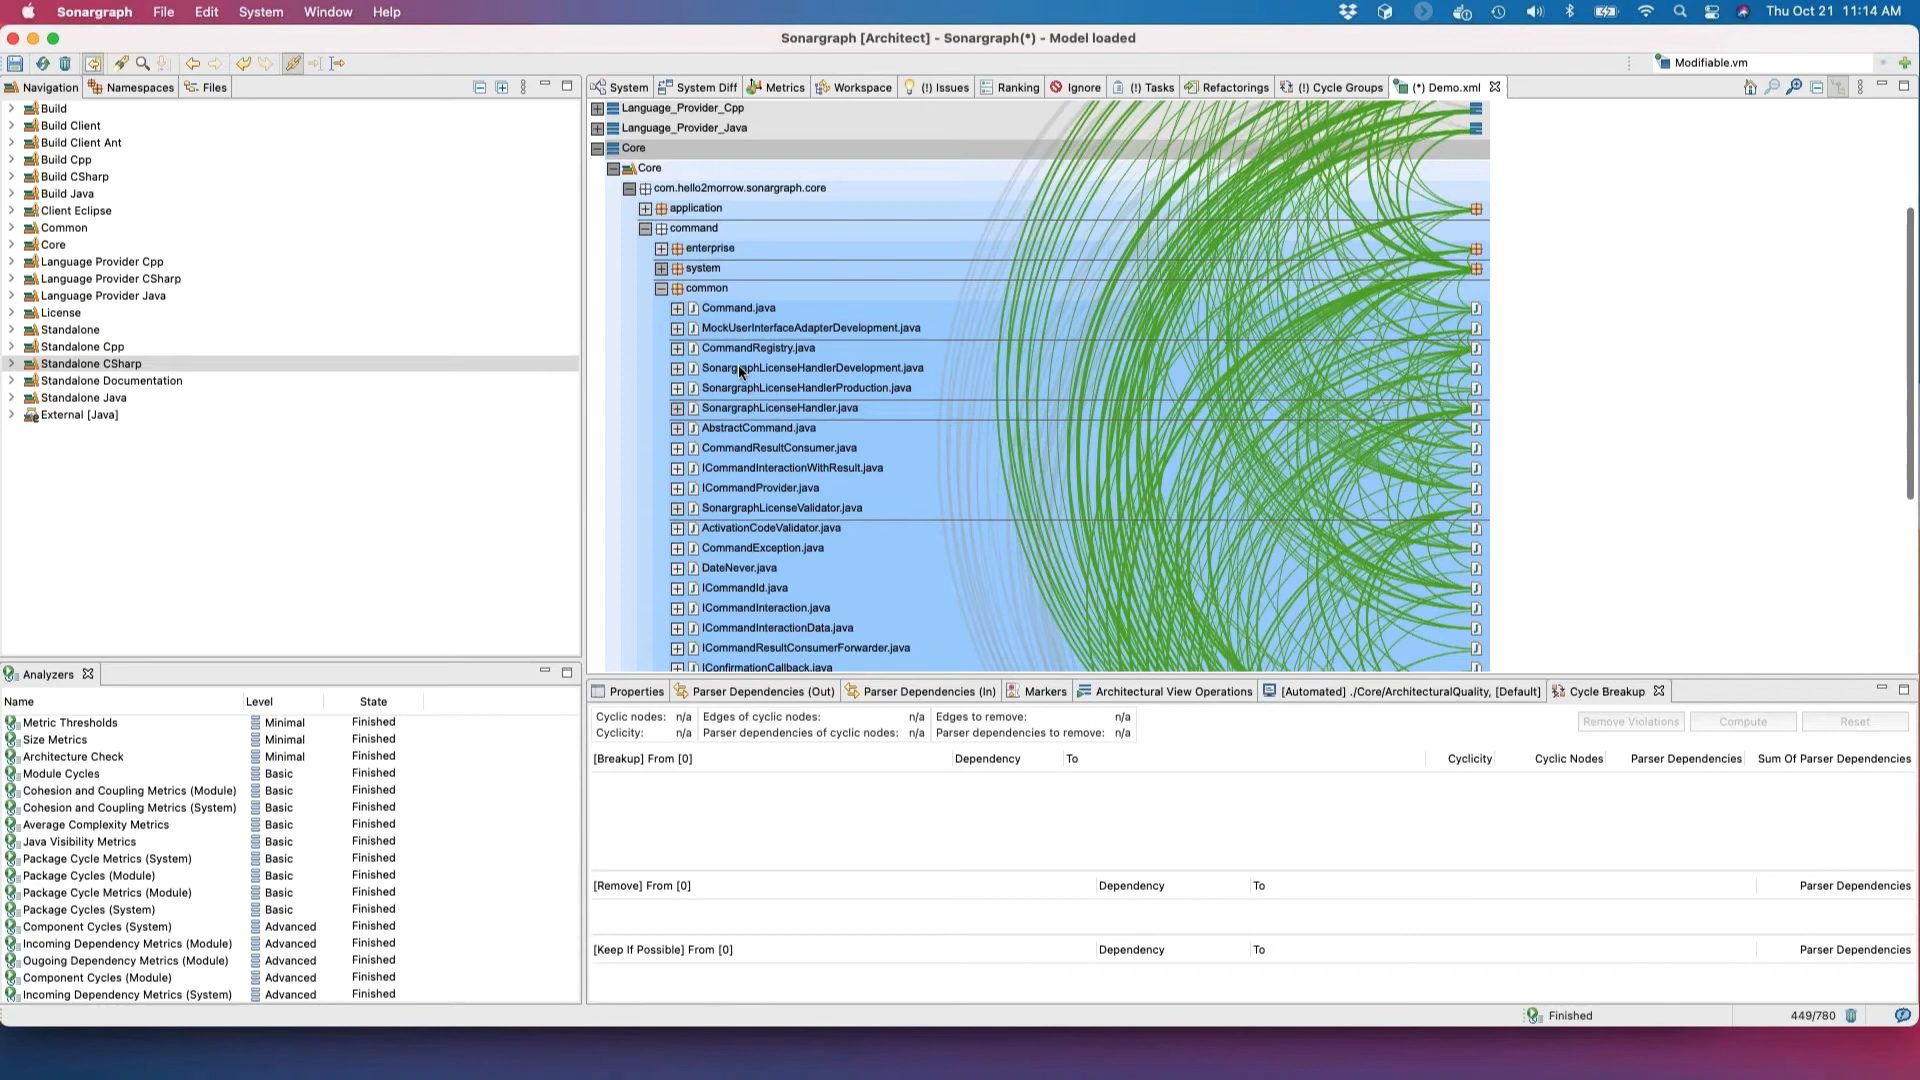 Sonargraph File Edit System Window Help Thu Oct 21 11:14 AM
Sonargraph [Architect] - Sonargraph(*) - Model loaded
Modifiable.vm
Navigation Namespaces Files
System System Diff Metrics Workspace (!) Issues Ranking Ignore (!) Tasks Refactorings (!) Cycle Groups (*) Demo.xml
Build
Build Client
Build Client Ant
Build Cpp
Build CSharp
Build Java
Client Eclipse
Common
Core
Language Provider Cpp
Language Provider CSharp
Language Provider Java
License
Standalone
Standalone Cpp
Standalone CSharp
Standalone Documentation
Standalone Java
External [Java]
Language_Provider_Cpp
Language_Provider_Java
Core
Core
com.hello2morrow.sonargraph.core
application
command
enterprise
system
common
Command.java
MockUserInterfaceAdapterDevelopment.java
CommandRegistry.java
SonargraphLicenseHandlerDevelopment.java
SonargraphLicenseHandlerProduction.java
SonargraphLicenseHandler.java
AbstractCommand.java
CommandResultConsumer.java
ICommandInteractionWithResult.java
ICommandProvider.java
SonargraphLicenseValidator.java
ActivationCodeValidator.java
CommandException.java
DateNever.java
ICommandId.java
ICommandInteraction.java
ICommandInteractionData.java
ICommandResultConsumerForwarder.java
IConfirmationCallback.java
Analyzers
Name Level State
Metric Thresholds Minimal Finished
Size Metrics Minimal Finished
Architecture Check Minimal Finished
Module Cycles Basic Finished
Cohesion and Coupling Metrics (Module) Basic Finished
Cohesion and Coupling Metrics (System) Basic Finished
Average Complexity Metrics Basic Finished
Java Visibility Metrics Basic Finished
Package Cycle Metrics (System) Basic Finished
Package Cycles (Module) Basic Finished
Package Cycle Metrics (Module) Basic Finished
Package Cycles (System) Basic Finished
Component Cycles (System) Advanced Finished
Incoming Dependency Metrics (Module) Advanced Finished
Ougoing Dependency Metrics (Module) Advanced Finished
Component Cycles (Module) Advanced Finished
Incoming Dependency Metrics (System) Advanced Finished
Properties Parser Dependencies (Out) Parser Dependencies (In) Markers Architectural View Operations [Automated] ./Core/ArchitecturalQuality, [Default] Cycle Breakup
Cyclic nodes: n/a Edges of cyclic nodes: n/a Edges to remove: n/a
Cyclicity: n/a Parser dependencies of cyclic nodes: n/a Parser dependencies to remove: n/a
Remove Violations Compute Reset
[Breakup] From [0] Dependency To Cyclicity Cyclic Nodes Parser Dependencies Sum Of Parser Dependencies
[Remove] From [0] Dependency To Parser Dependencies
[Keep If Possible] From [0] Dependency To Parser Dependencies
Finished 449/780